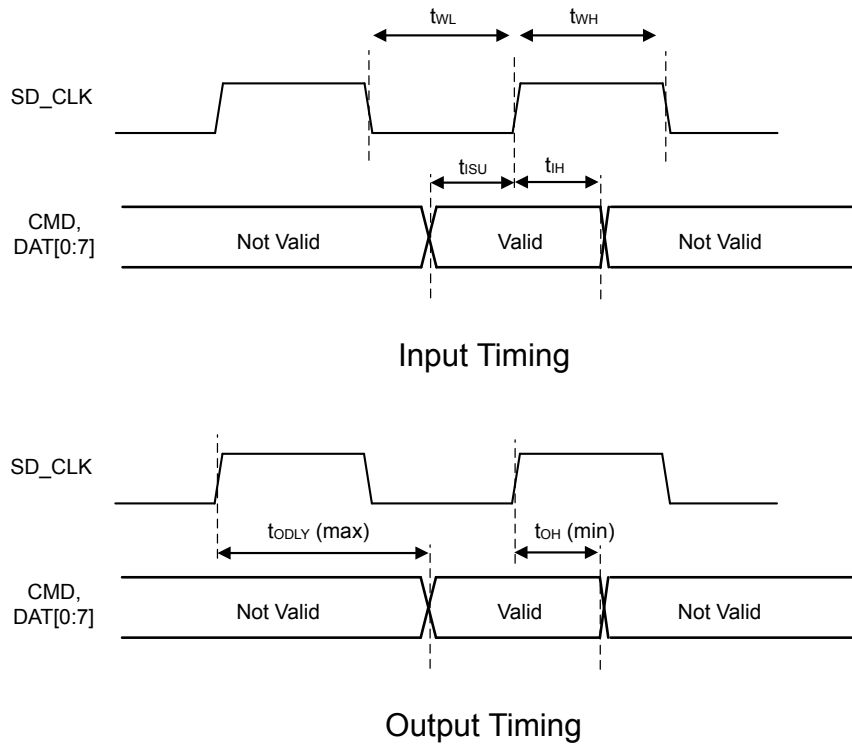 tWL tWH
SD_CLK
tISU tIH
CMD,
DAT[0:7]
Not Valid Valid Not Valid
Input Timing
SD_CLK
tODLY (max) tOH (min)
CMD,
DAT[0:7]
Not Valid Valid Not Valid
Output Timing